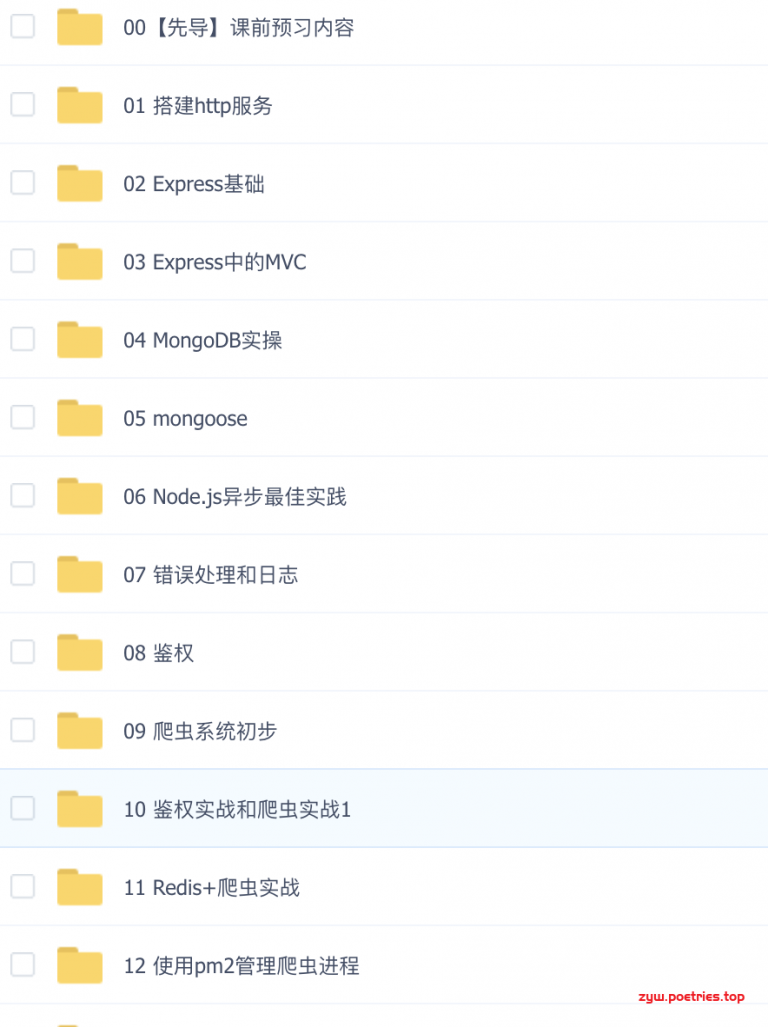 00【先导】课前预习内容
01 搭建http服务
02 Express基础
03 Express中的MVC
04 MongoDB实操
05 mongoose
06 Node.js异步最佳实践
07 错误处理和日志
08 鉴权
09 爬虫系统初步
10 鉴权实战和爬虫实战1
11 Redis+爬虫实战
12 使用pm2管理爬虫进程
zyw.poetries.top